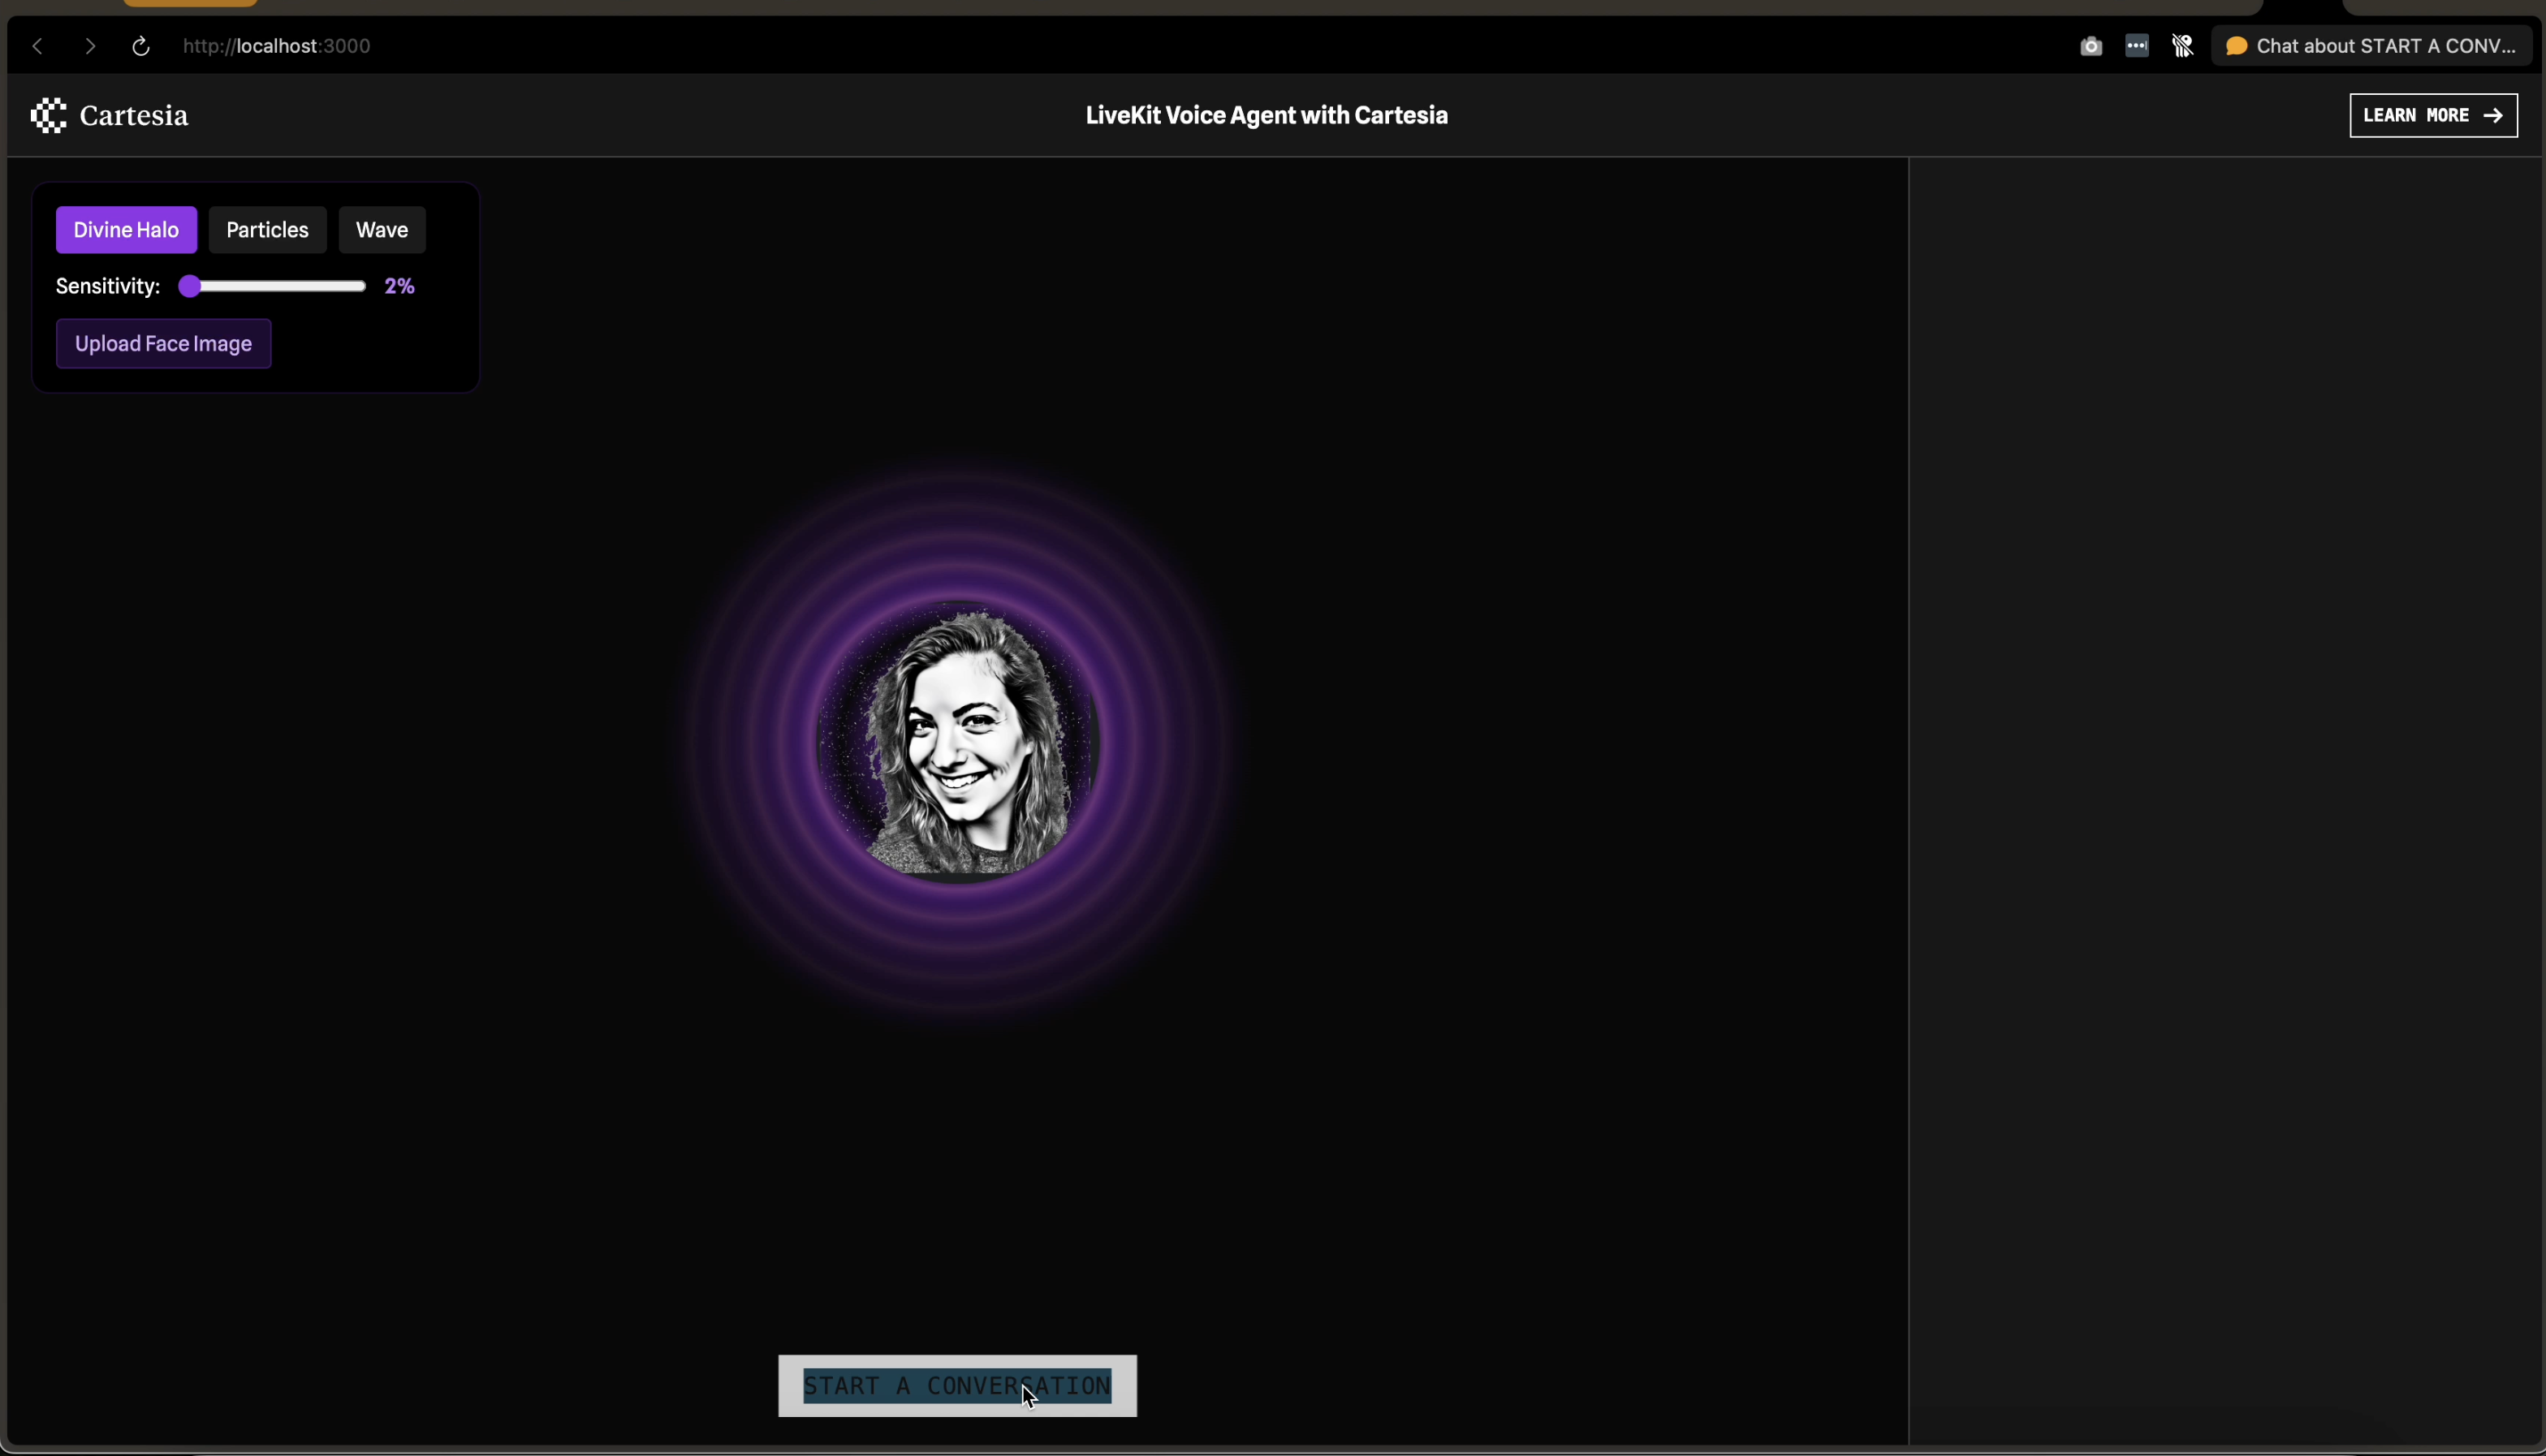 http://localhost:3000
Chat about START A CONV...
Cartesia
LiveKit Voice Agent with Cartesia
LEARN MORE →
Divine Halo
Particles
Wave
Sensitivity:
2%
Upload Face Image
START A CONVERSATION